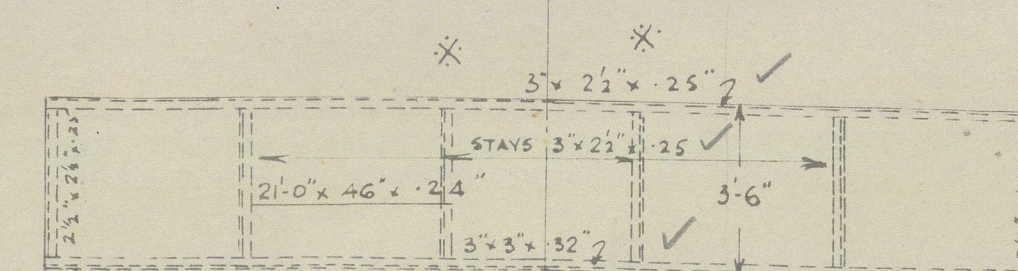 ※ ※
3" x 2½" x .25" ✓
STAYS 3" x 2½" x .25 ✓
2½" x 2½" x .25"
21'-0" x 46" x .24"
3'-6"
3" x 3" x .32" ✓